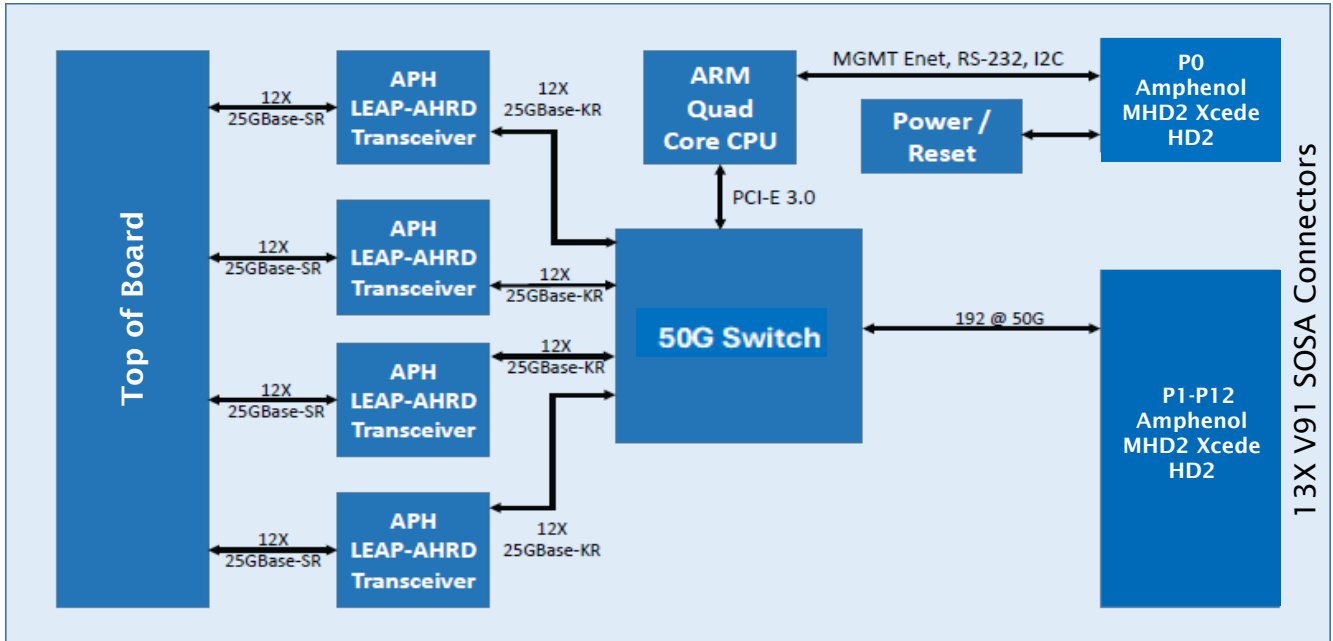 Top of Board
12X
25GBase-SR
APH
LEAP-AHRD
Transceiver
12X
25GBase-KR
12X
25GBase-SR
APH
LEAP-AHRD
Transceiver
12X
25GBase-KR
12X
25GBase-SR
APH
LEAP-AHRD
Transceiver
12X
25GBase-KR
12X
25GBase-SR
APH
LEAP-AHRD
Transceiver
12X
25GBase-KR
ARM
Quad
Core CPU
MGMT Enet, RS-232, I2C
Power /
Reset
PCI-E 3.0
50G Switch
192 @ 50G
P0
Amphenol
MHD2 Xcede
HD2
P1-P12
Amphenol
MHD2 Xcede
HD2
13X V91 SOSA Connectors